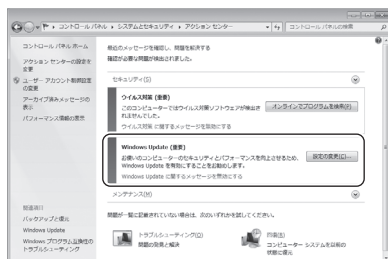 コントロール パネル ▸ システムとセキュリティ ▸ アクション センター
コントロール パネルの検索
コントロール パネル ホーム
アクション センターの設定を変更
ユーザー アカウント制御設定の変更
アーカイブ済みメッセージの表示
パフォーマンス情報の表示
最近のメッセージを確認し、問題を解決する
確認が必要な問題が検出されました。
セキュリティ(S)
ウイルス対策 (重要)
このコンピューターではウイルス対策ソフトウェアが検出されませんでした。
オンラインでプログラムを検索(P)
ウイルス対策 に関するメッセージを無効にする
Windows Update (重要)
お使いのコンピューターのセキュリティとパフォーマンスを向上させるため、Windows Update を有効にすることをお勧めします。
設定の変更(C)...
Windows Update に関するメッセージを無効にする
メンテナンス(M)
問題が一覧に記載されていない場合は、次のいずれかを試してください。
トラブルシューティング(O)
問題の発見と解決
回復(E)
コンピューター システムを以前の状態に復元
関連項目
バックアップと復元
Windows Update
Windows プログラム互換性のトラブルシューティング